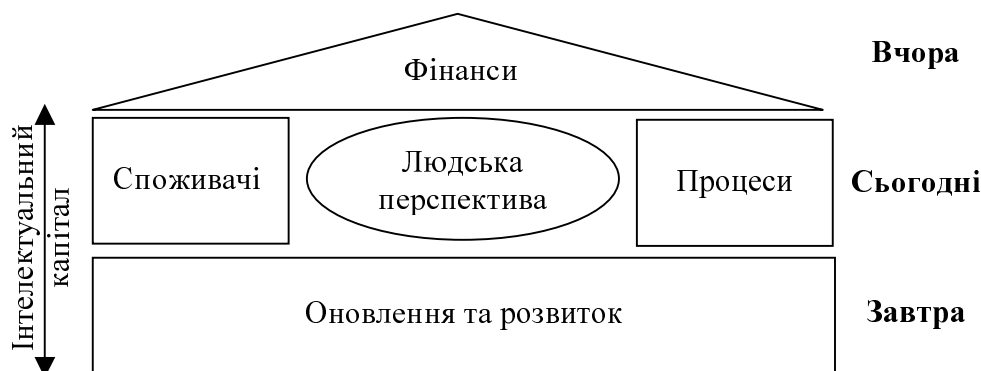 Вчора
Фінанси
Інтелектуальний
капітал
Споживачі
Людська
перспектива
Процеси
Сьогодні
Оновлення та розвиток
Завтра